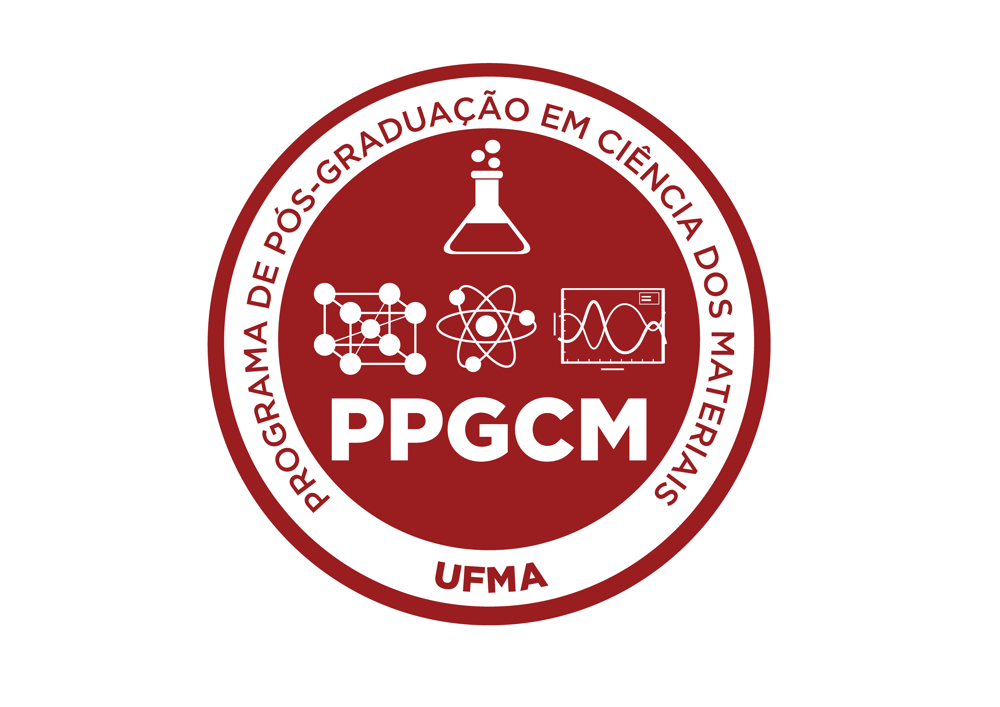 PROGRAMA DE PÓS-GRADUAÇÃO EM CIÊNCIA DOS MATERIAIS
PPGCM
UFMA